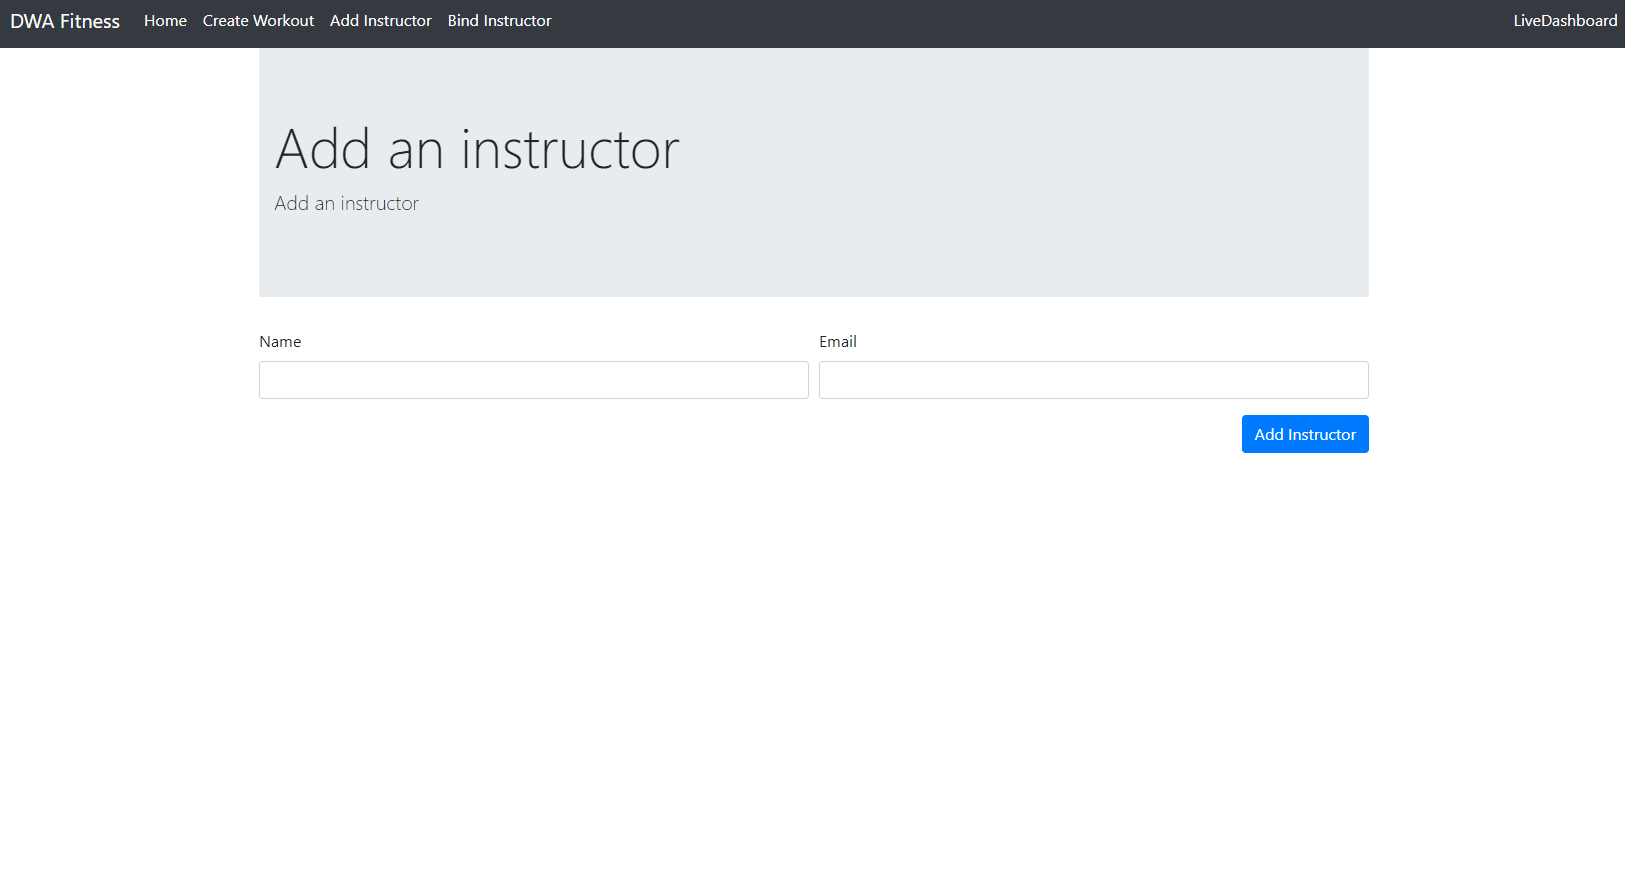 DWA Fitness Home Create Workout Add Instructor Bind Instructor LiveDashboard
Add an instructor
Add an instructor
Name Email
Add Instructor